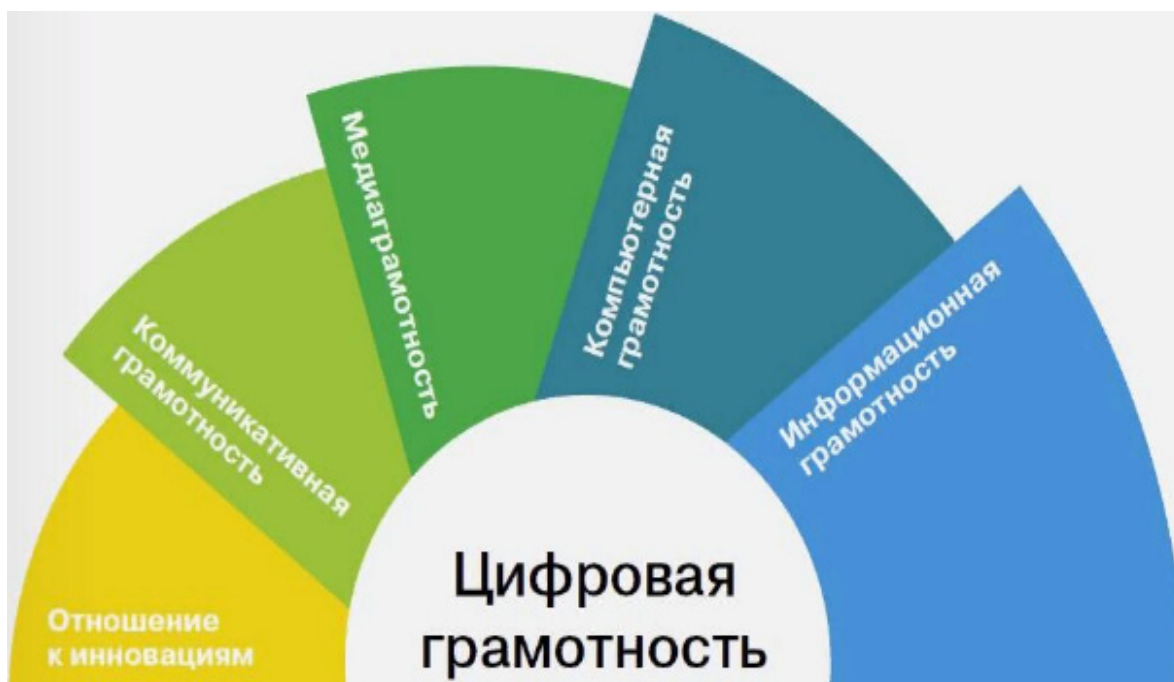 Отношение
к инновациям
Коммуникативная
грамотность
Медиаграмотность
Компьютерная
грамотность
Информационная
грамотность
Цифровая
грамотность